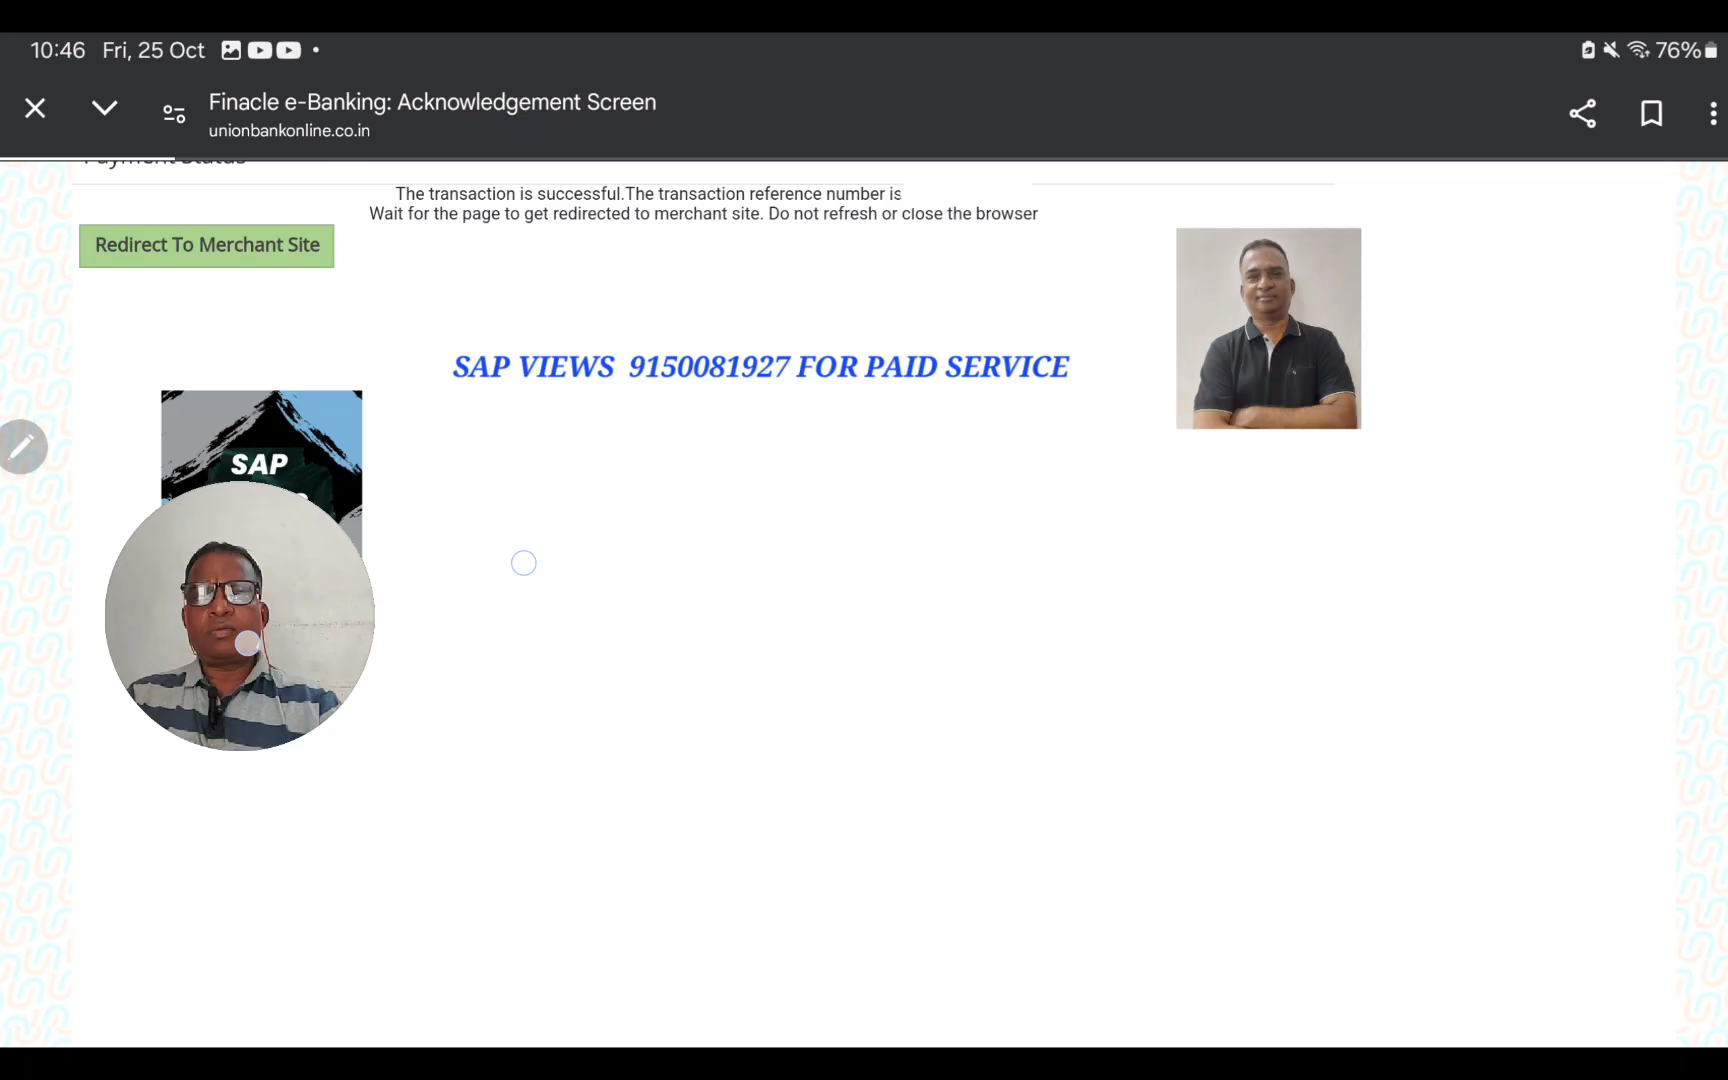 10:46 Fri, 25 Oct
76%
Finacle e-Banking: Acknowledgement Screen
unionbankonline.co.in
Payment Status
The transaction is successful.The transaction reference number is
Wait for the page to get redirected to merchant site. Do not refresh or close the browser
Redirect To Merchant Site
SAP VIEWS 9150081927 FOR PAID SERVICE
SAP